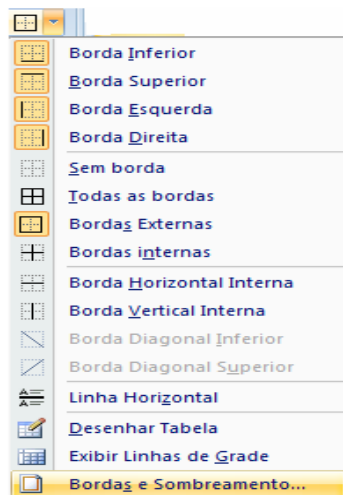 Borda Inferior
Borda Superior
Borda Esquerda
Borda Direita
Sem borda
Todas as bordas
Bordas Externas
Bordas internas
Borda Horizontal Interna
Borda Vertical Interna
Borda Diagonal Inferior
Borda Diagonal Superior
Linha Horizontal
Desenhar Tabela
Exibir Linhas de Grade
Bordas e Sombreamento...